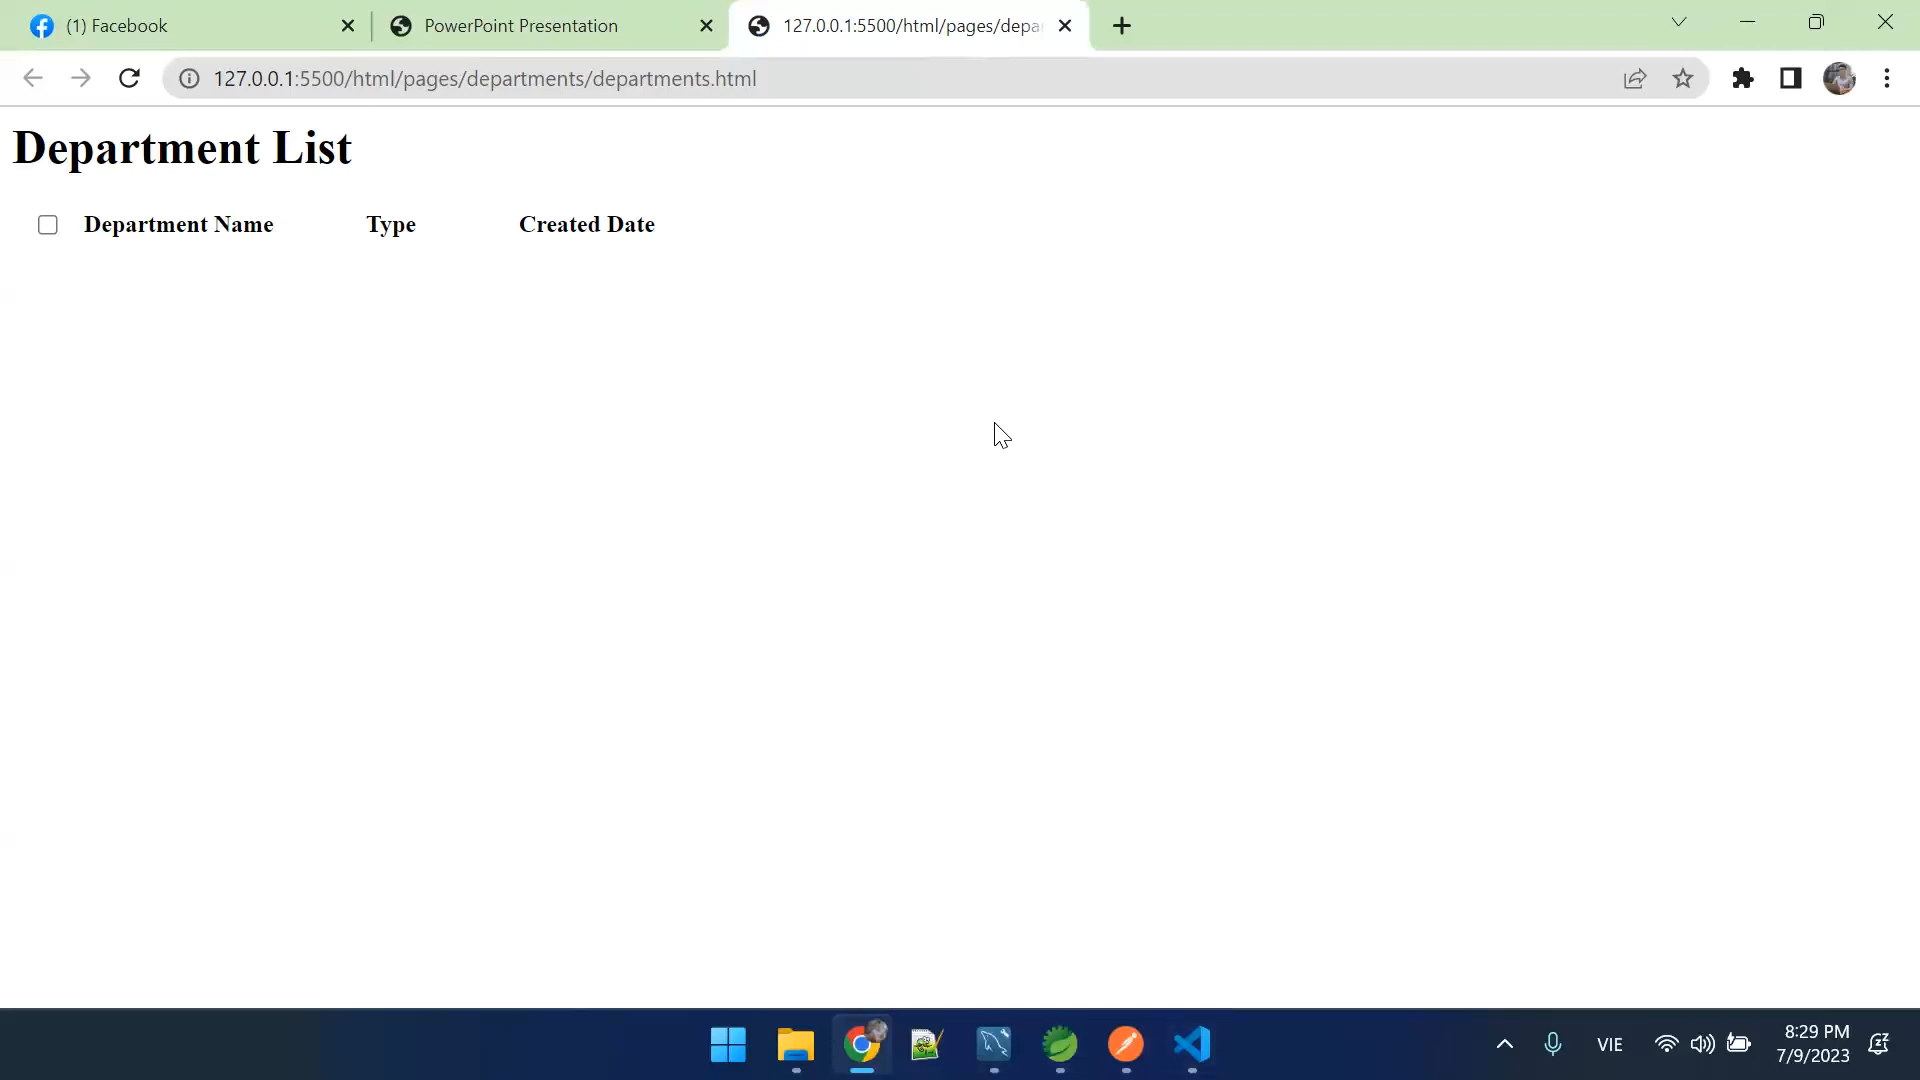 (1) Facebook
PowerPoint Presentation
127.0.0.1:5500/html/pages/depa
127.0.0.1:5500/html/pages/departments/departments.html
Department List
Department Name Type Created Date
VIE
8:29 PM
7/9/2023